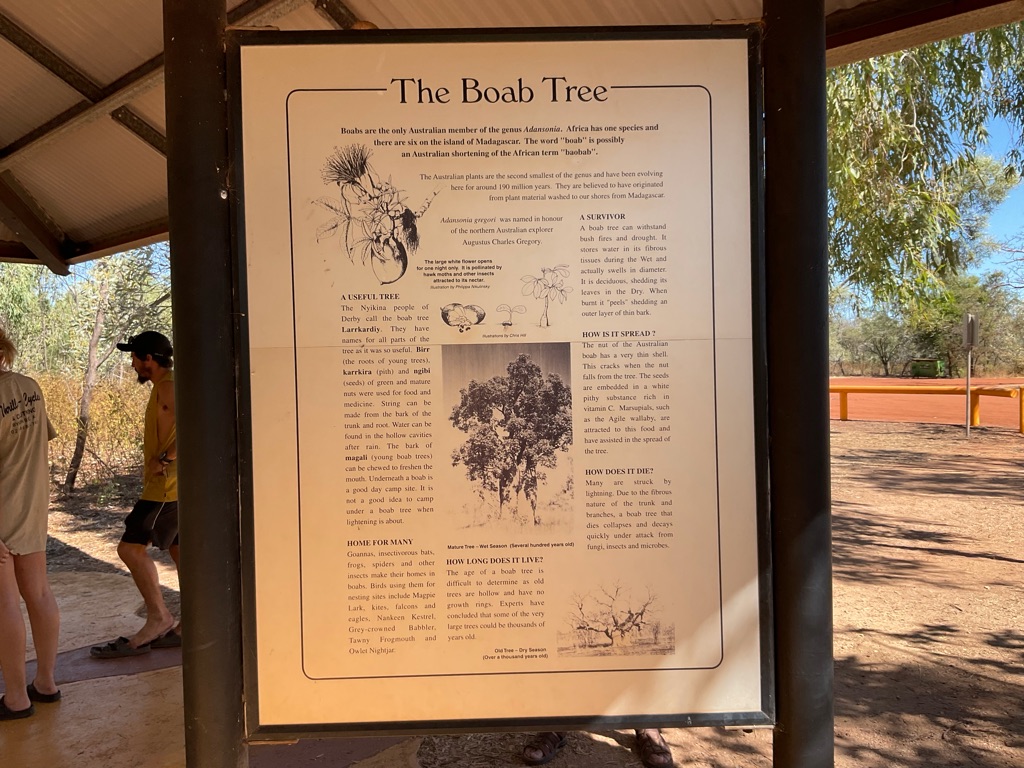 The Boab Tree
Boabs are the only Australian member of the genus Adansonia. Africa has one species and
there are six on the island of Madagascar. The word "boab" is possibly
an Australian shortening of the African term "baobab".
The Australian plants are the second smallest of the genus and have been evolving
here for around 190 million years. They are believed to have originated
from plant material washed to our shores from Madagascar.
Adansonia gregori was named in honour
of the northern Australian explorer
Augustus Charles Gregory.
The large white flower opens
for one night only. It is pollinated by
hawk moths and other insects
attracted to its nectar.
Illustration by Philippa Nikulinsky
Illustrations by Chris Hill
A USEFUL TREE
The Nyikina people of
Derby call the boab tree
Larrkardiy. They have
names for all parts of the
tree as it was so useful. Birr
(the roots of young trees),
karrkira (pith) and ngibi
(seeds) of green and mature
nuts were used for food and
medicine. String can be
made from the bark of the
trunk and root. Water can be
found in the hollow cavities
after rain. The bark of
magali (young boab trees)
can be chewed to freshen the
mouth. Underneath a boab is
a good day camp site. It is
not a good idea to camp
under a boab tree when
lightening is about.
HOME FOR MANY
Goannas, insectivorous bats,
frogs, spiders and other
insects make their homes in
boabs. Birds using them for
nesting sites include Magpie
Lark, kites, falcons and
eagles, Nankeen Kestrel,
Grey-crowned Babbler,
Tawny Frogmouth and
Owlet Nightjar.
Mature Tree – Wet Season (Several hundred years old)
HOW LONG DOES IT LIVE?
The age of a boab tree is
difficult to determine as old
trees are hollow and have no
growth rings. Experts have
concluded that some of the very
large trees could be thousands of
years old.
Old Tree – Dry Season
(Over a thousand years old)
A SURVIVOR
A boab tree can withstand
bush fires and drought. It
stores water in its fibrous
tissues during the Wet and
actually swells in diameter.
It is deciduous, shedding its
leaves in the Dry. When
burnt it "peels" shedding an
outer layer of thin bark.
HOW IS IT SPREAD ?
The nut of the Australian
boab has a very thin shell.
This cracks when the nut
falls from the tree. The seeds
are embedded in a white
pithy substance rich in
vitamin C. Marsupials, such
as the Agile wallaby, are
attracted to this food and
have assisted in the spread of
the tree.
HOW DOES IT DIE?
Many are struck by
lightning. Due to the fibrous
nature of the trunk and
branches, a boab tree that
dies collapses and decays
quickly under attack from
fungi, insects and microbes.